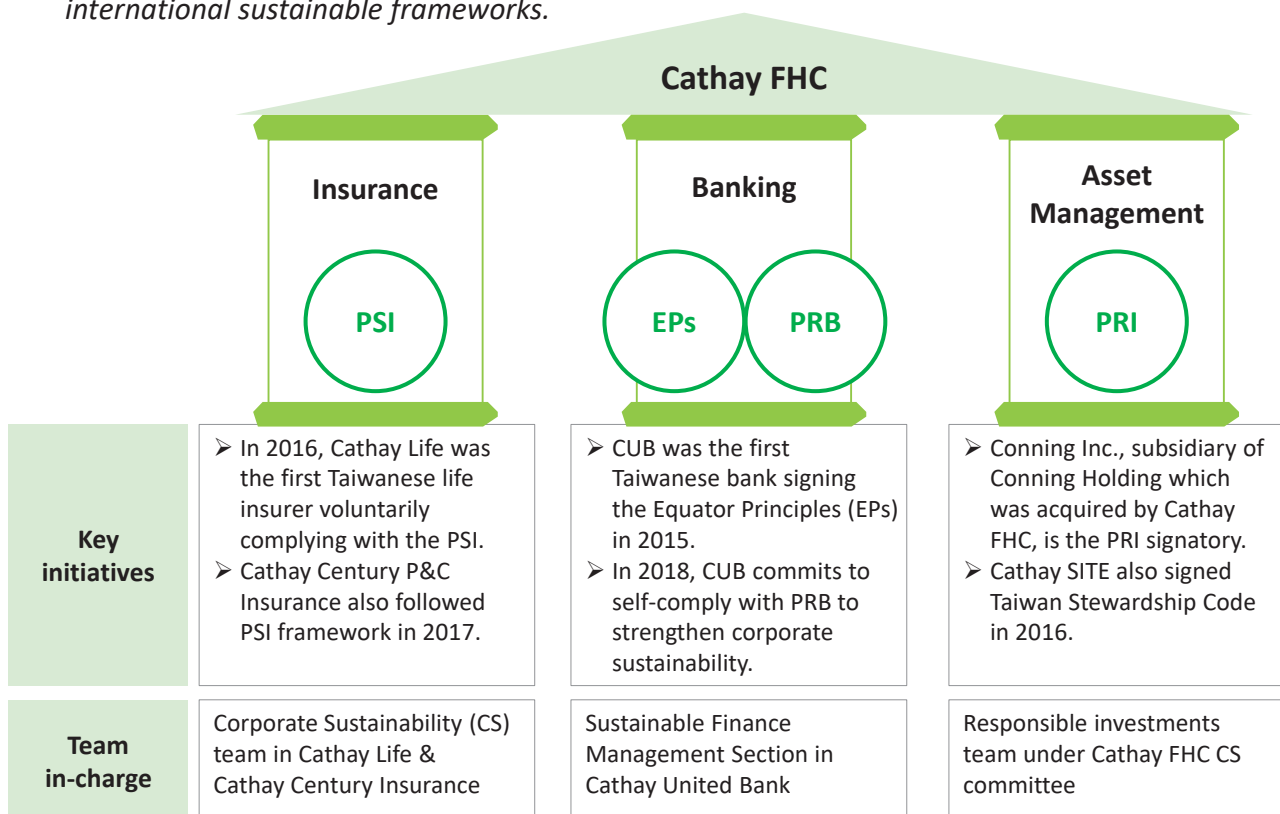 international sustainable frameworks.
Cathay FHC
Insurance
PSI
Banking
EPs
PRB
Asset
Management
PRI
Key
initiatives
➢ In 2016, Cathay Life was
the first Taiwanese life
insurer voluntarily
complying with the PSI.
➢ Cathay Century P&C
Insurance also followed
PSI framework in 2017.
➢ CUB was the first
Taiwanese bank signing
the Equator Principles (EPs)
in 2015.
➢ In 2018, CUB commits to
self-comply with PRB to
strengthen corporate
sustainability.
➢ Conning Inc., subsidiary of
Conning Holding which
was acquired by Cathay
FHC, is the PRI signatory.
➢ Cathay SITE also signed
Taiwan Stewardship Code
in 2016.
Team
in-charge
Corporate Sustainability (CS)
team in Cathay Life &
Cathay Century Insurance
Sustainable Finance
Management Section in
Cathay United Bank
Responsible investments
team under Cathay FHC CS
committee